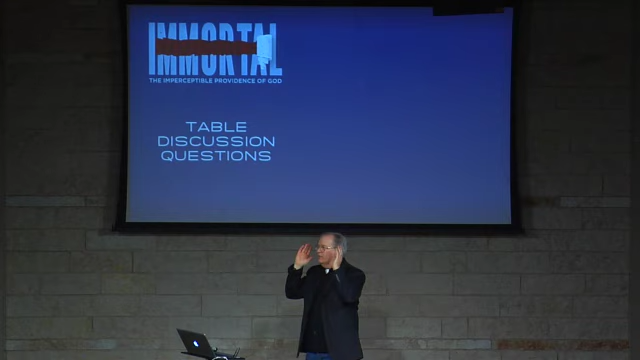 IMMORTAL
THE IMPERCEPTIBLE PROVIDENCE OF GOD
TABLE
DISCUSSION
QUESTIONS